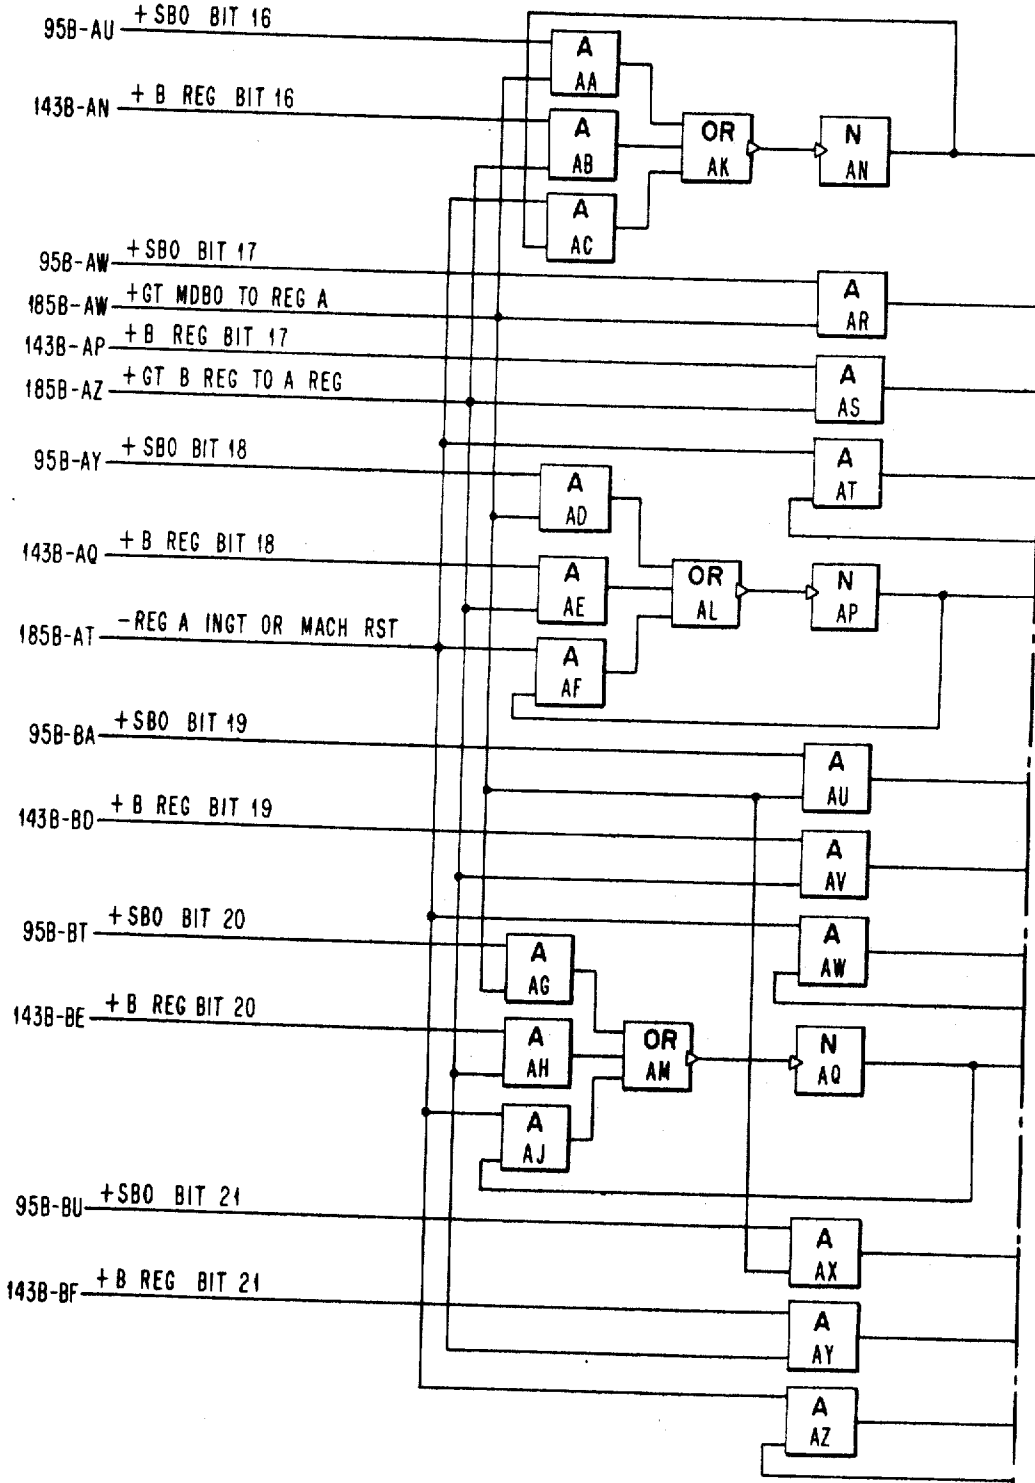 95B-AU +SBO BIT 16
A
AA
143B-AN +B REG BIT 16
A
AB
OR
AK
N
AN
A
AC
95B-AW +SBO BIT 17
A
AR
185B-AW +GT MDBO TO REG A
143B-AP +B REG BIT 17
A
AS
185B-AZ +GT B REG TO A REG
95B-AY +SBO BIT 18
A
AT
A
AD
143B-AQ +B REG BIT 18
A
AE
OR
AL
N
AP
185B-AT -REG A INGT OR MACH RST
A
AF
95B-BA +SBO BIT 19
A
AU
143B-BD +B REG BIT 19
A
AV
95B-BT +SBO BIT 20
A
AW
A
AG
143B-BE +B REG BIT 20
A
AH
OR
AM
N
AQ
A
AJ
95B-BU +SBO BIT 21
A
AX
143B-BF +B REG BIT 21
A
AY
A
AZ